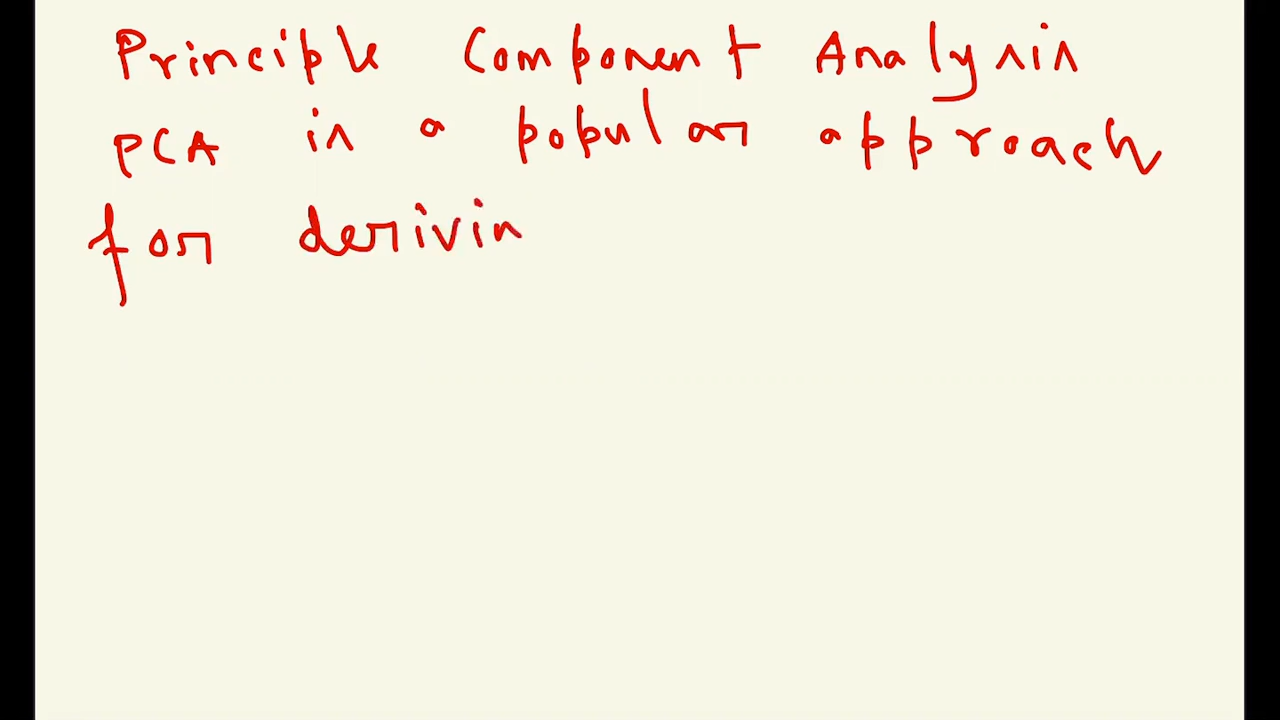 Principle Component Analysis
PCA is a popular approach
for derivin